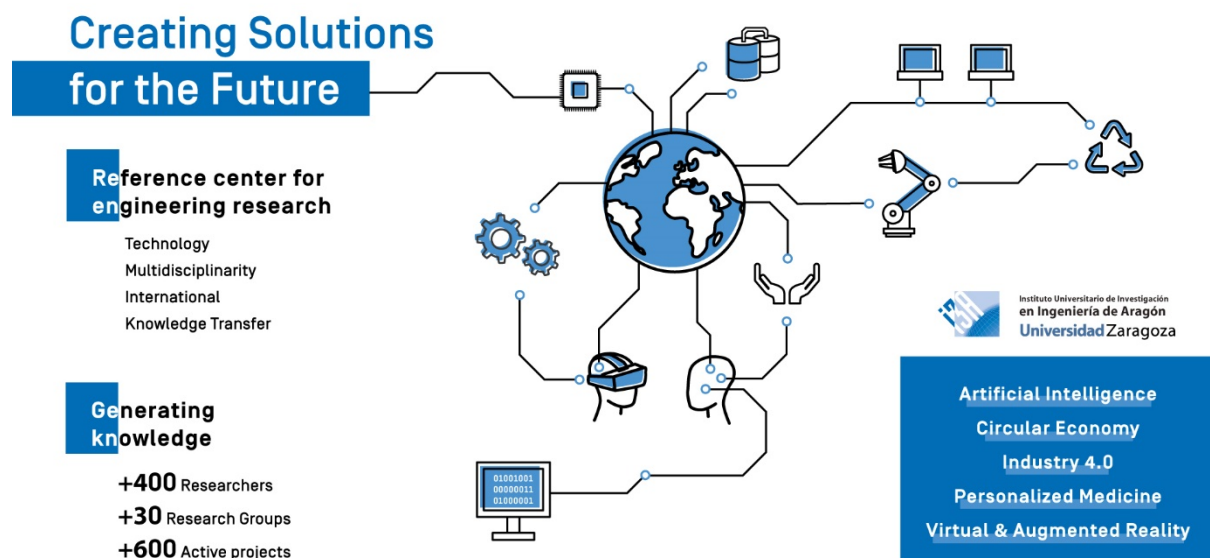 Creating Solutions
for the Future
Reference center for
engineering research
Technology
Multidisciplinarity
International
Knowledge Transfer
Generating
knowledge
+400 Researchers
+30 Research Groups
+600 Active projects
01001001
00000011
01000001
i3A
Instituto Universitario de Investigación
en Ingeniería de Aragón
Universidad Zaragoza
Artificial Intelligence
Circular Economy
Industry 4.0
Personalized Medicine
Virtual & Augmented Reality